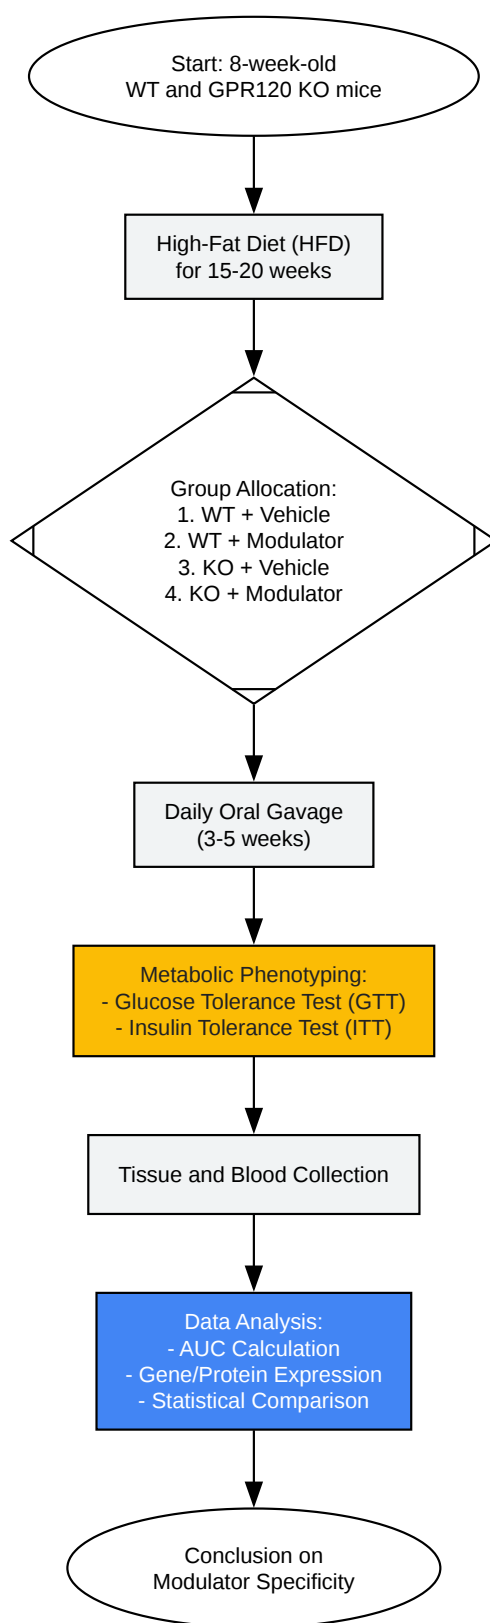 Start: 8-week-old
WT and GPR120 KO mice
High-Fat Diet (HFD)
for 15-20 weeks
Group Allocation:
1. WT + Vehicle
2. WT + Modulator
3. KO + Vehicle
4. KO + Modulator
Daily Oral Gavage
(3-5 weeks)
Metabolic Phenotyping:
- Glucose Tolerance Test (GTT)
- Insulin Tolerance Test (ITT)
Tissue and Blood Collection
Data Analysis:
- AUC Calculation
- Gene/Protein Expression
- Statistical Comparison
Conclusion on
Modulator Specificity